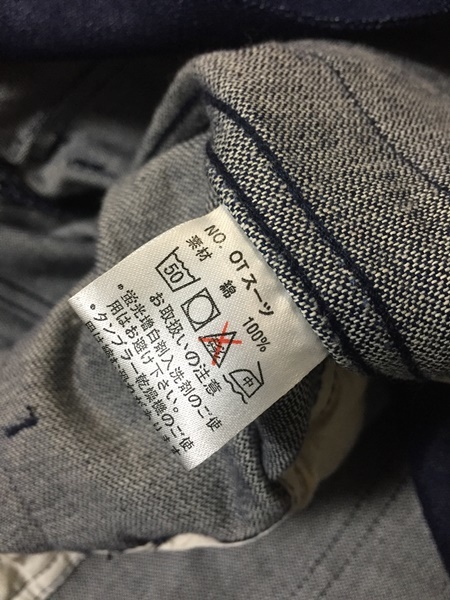 NO. OTスーツ
素材 綿 100%
50 中
お取扱いの注意
●蛍光増白剤入洗剤のご使
用はお避け下さい。
●タンブラー乾燥機のご使